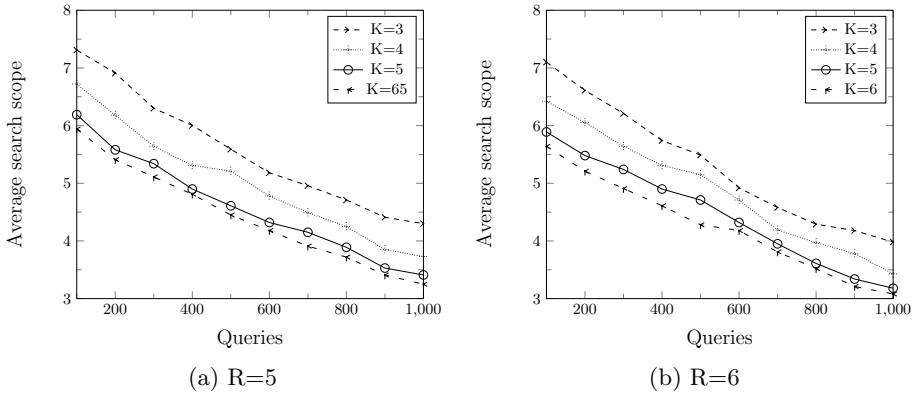 8
7
6
5
4
3
200 400 600 800 1,000
Average search scope
Queries
K=3
K=4
K=5
K=65
(a) R=5
8
7
6
5
4
3
200 400 600 800 1,000
Average search scope
Queries
K=3
K=4
K=5
K=6
(b) R=6